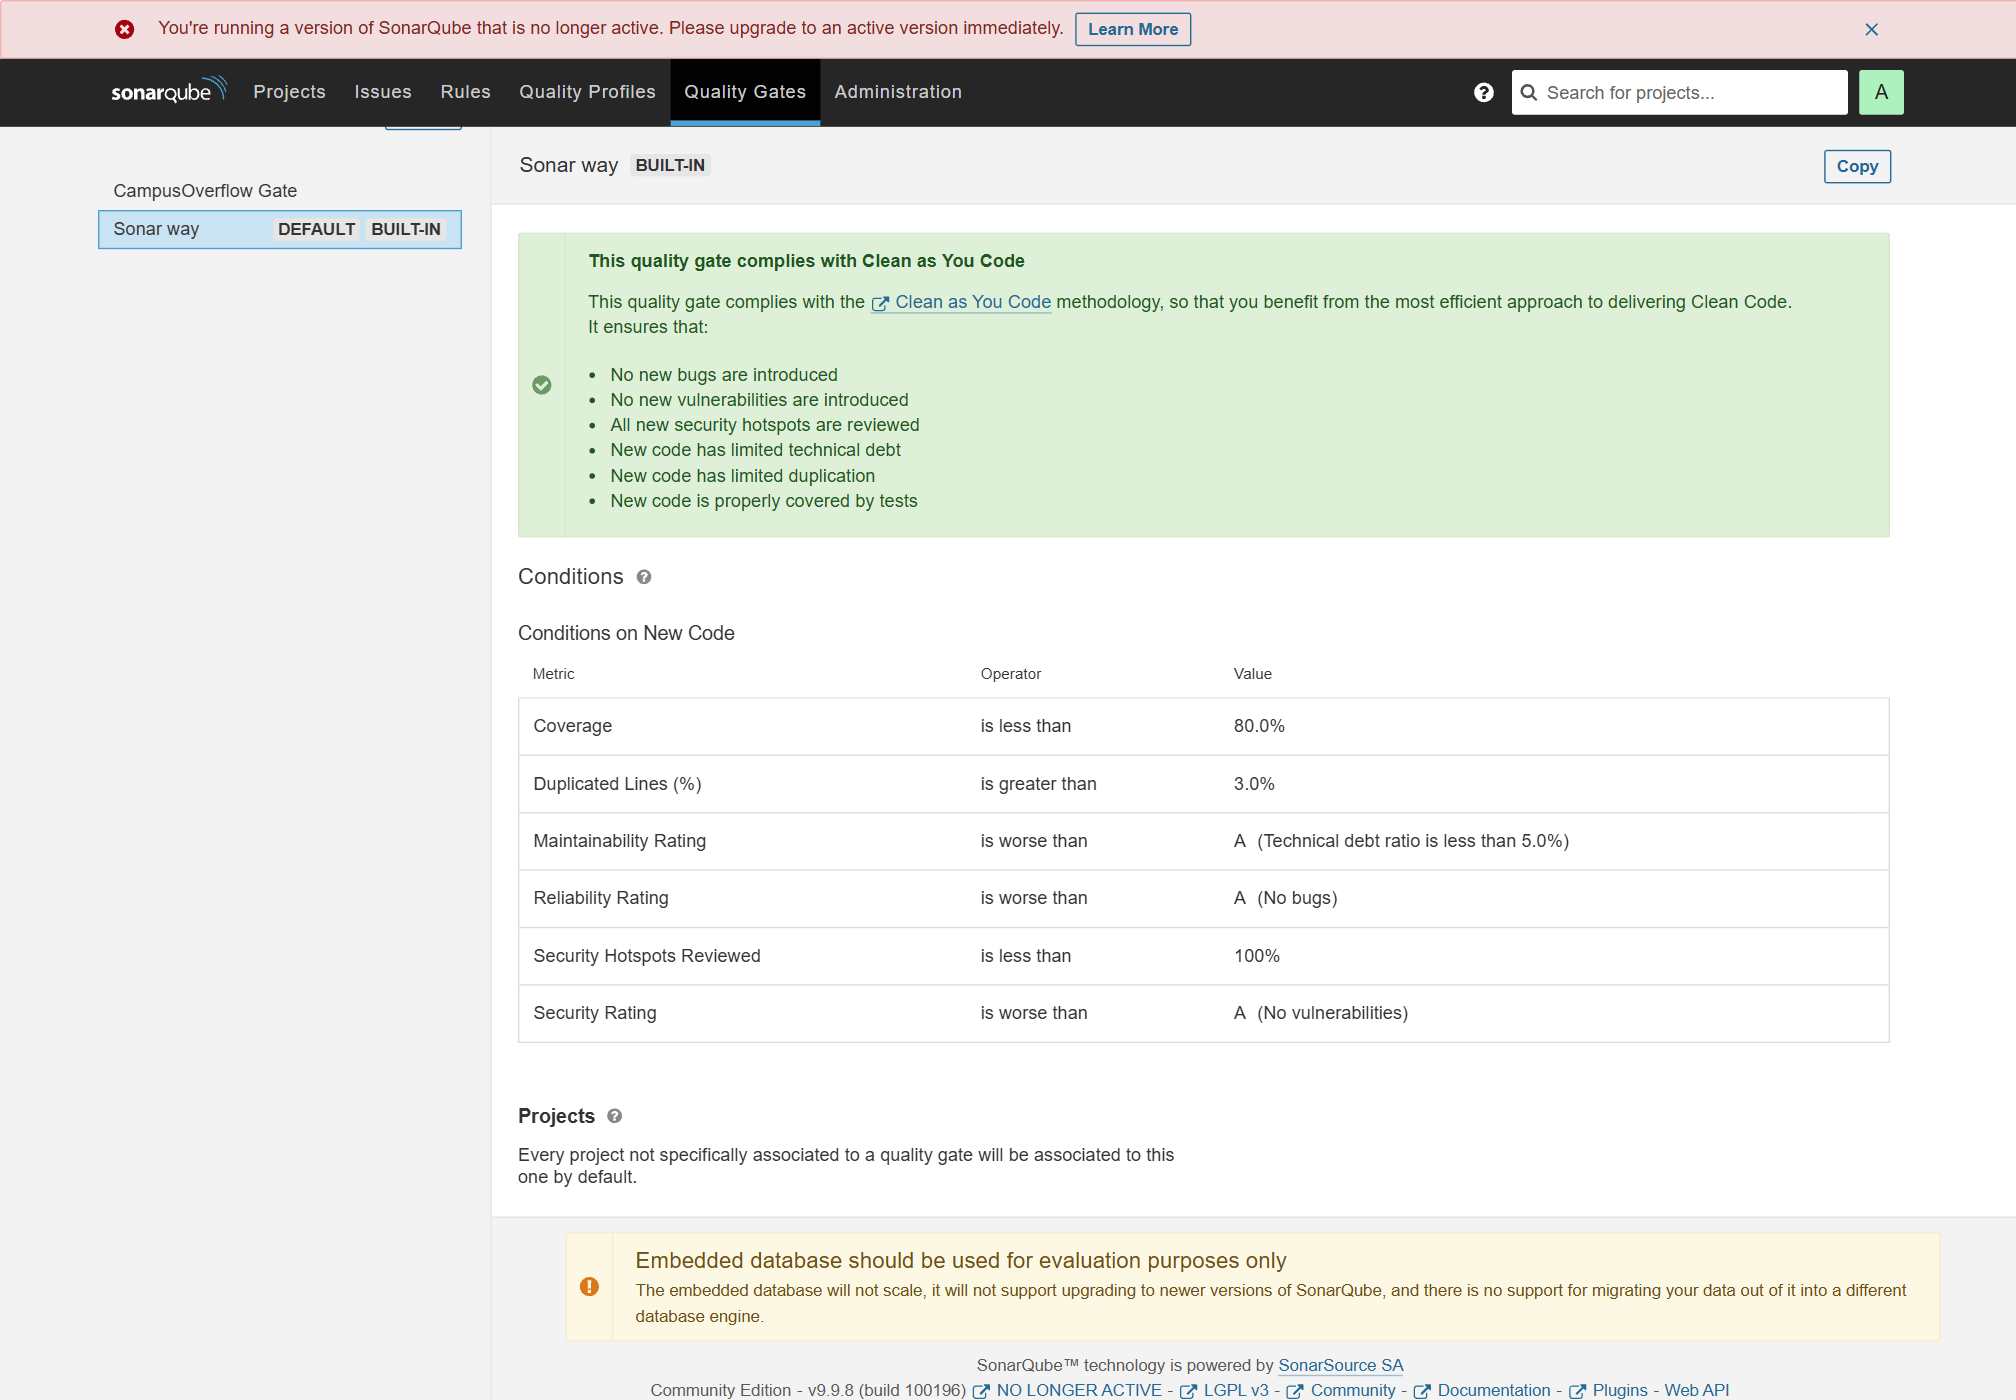 You're running a version of SonarQube that is no longer active. Please upgrade to an active version immediately. Learn More
sonarqube Projects Issues Rules Quality Profiles Quality Gates Administration Search for projects... A
CampusOverflow Gate
Sonar way DEFAULT BUILT-IN
Sonar way BUILT-IN
Copy
This quality gate complies with Clean as You Code
This quality gate complies with the Clean as You Code methodology, so that you benefit from the most efficient approach to delivering Clean Code.
It ensures that:
• No new bugs are introduced
• No new vulnerabilities are introduced
• All new security hotspots are reviewed
• New code has limited technical debt
• New code has limited duplication
• New code is properly covered by tests
Conditions
Conditions on New Code
Metric Operator Value
Coverage is less than 80.0%
Duplicated Lines (%) is greater than 3.0%
Maintainability Rating is worse than A (Technical debt ratio is less than 5.0%)
Reliability Rating is worse than A (No bugs)
Security Hotspots Reviewed is less than 100%
Security Rating is worse than A (No vulnerabilities)
Projects
Every project not specifically associated to a quality gate will be associated to this
one by default.
Embedded database should be used for evaluation purposes only
The embedded database will not scale, it will not support upgrading to newer versions of SonarQube, and there is no support for migrating your data out of it into a different
database engine.
SonarQube™ technology is powered by SonarSource SA
Community Edition - v9.9.8 (build 100196) NO LONGER ACTIVE - LGPL v3 - Community - Documentation - Plugins - Web API